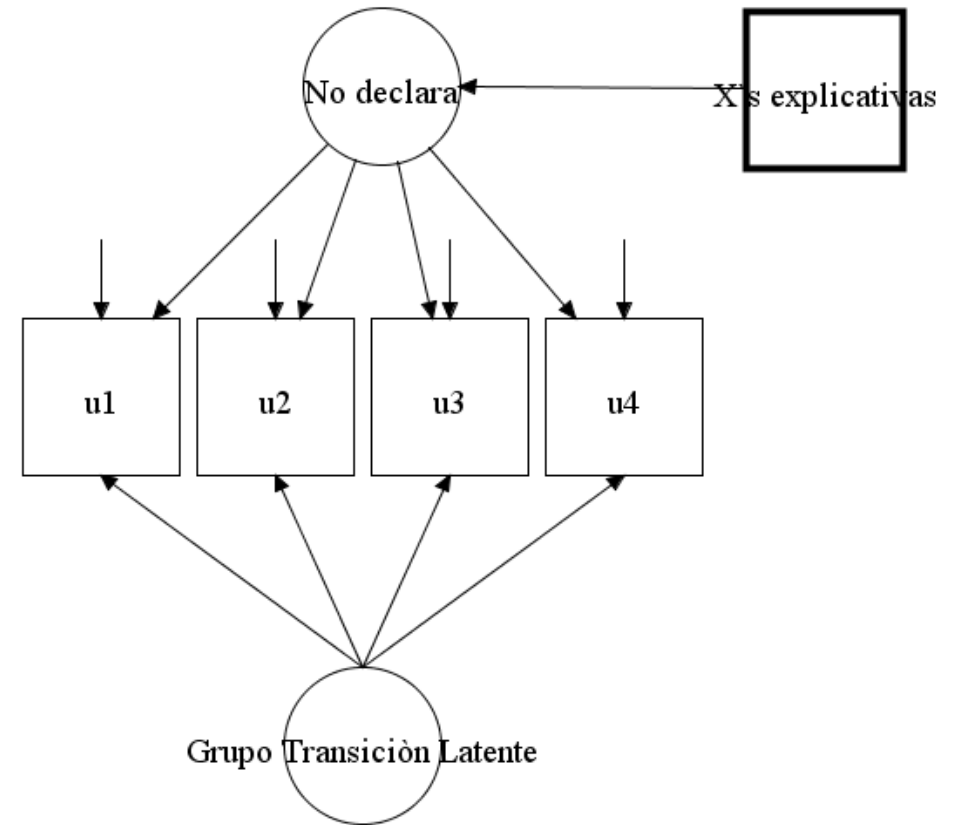 No declara
X's explicativas
u1
u2
u3
u4
Grupo Transiciòn Latente